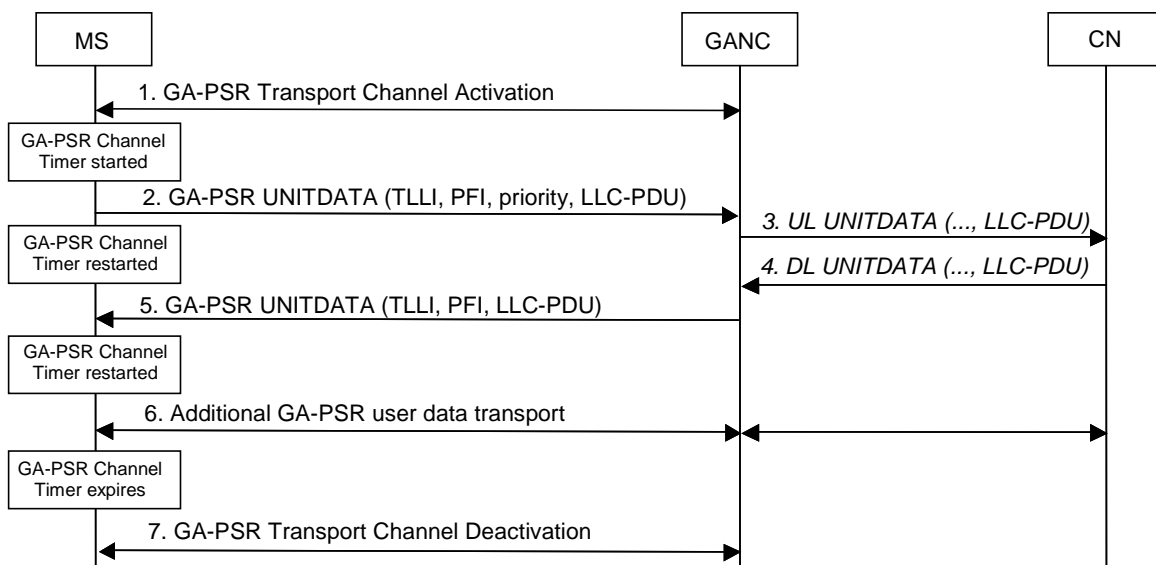 MS
GANC
CN
1. GA-PSR Transport Channel Activation
GA-PSR Channel
Timer started
2. GA-PSR UNITDATA (TLLI, PFI, priority, LLC-PDU)
3. UL UNITDATA (..., LLC-PDU)
GA-PSR Channel
Timer restarted
4. DL UNITDATA (..., LLC-PDU)
5. GA-PSR UNITDATA (TLLI, PFI, LLC-PDU)
GA-PSR Channel
Timer restarted
6. Additional GA-PSR user data transport
GA-PSR Channel
Timer expires
7. GA-PSR Transport Channel Deactivation